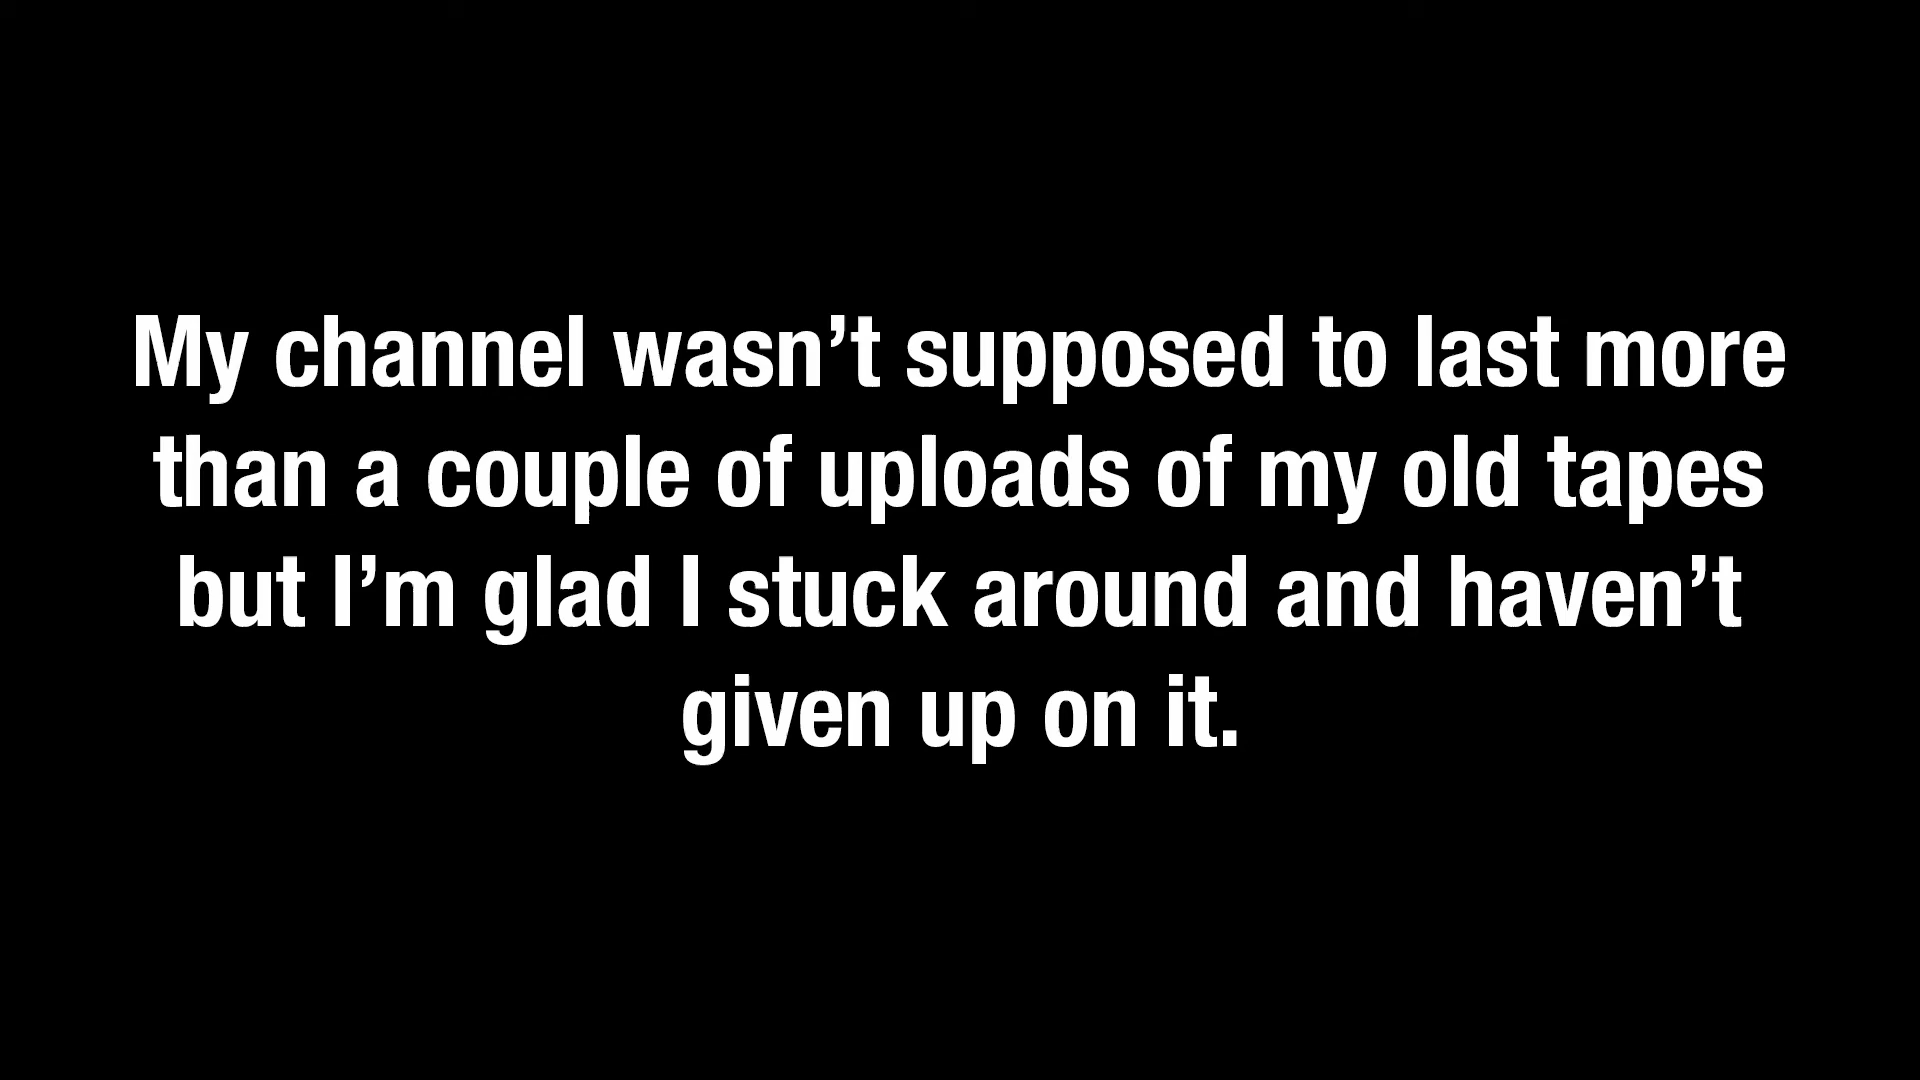 My channel wasn’t supposed to last more
than a couple of uploads of my old tapes
but I’m glad I stuck around and haven’t
given up on it.